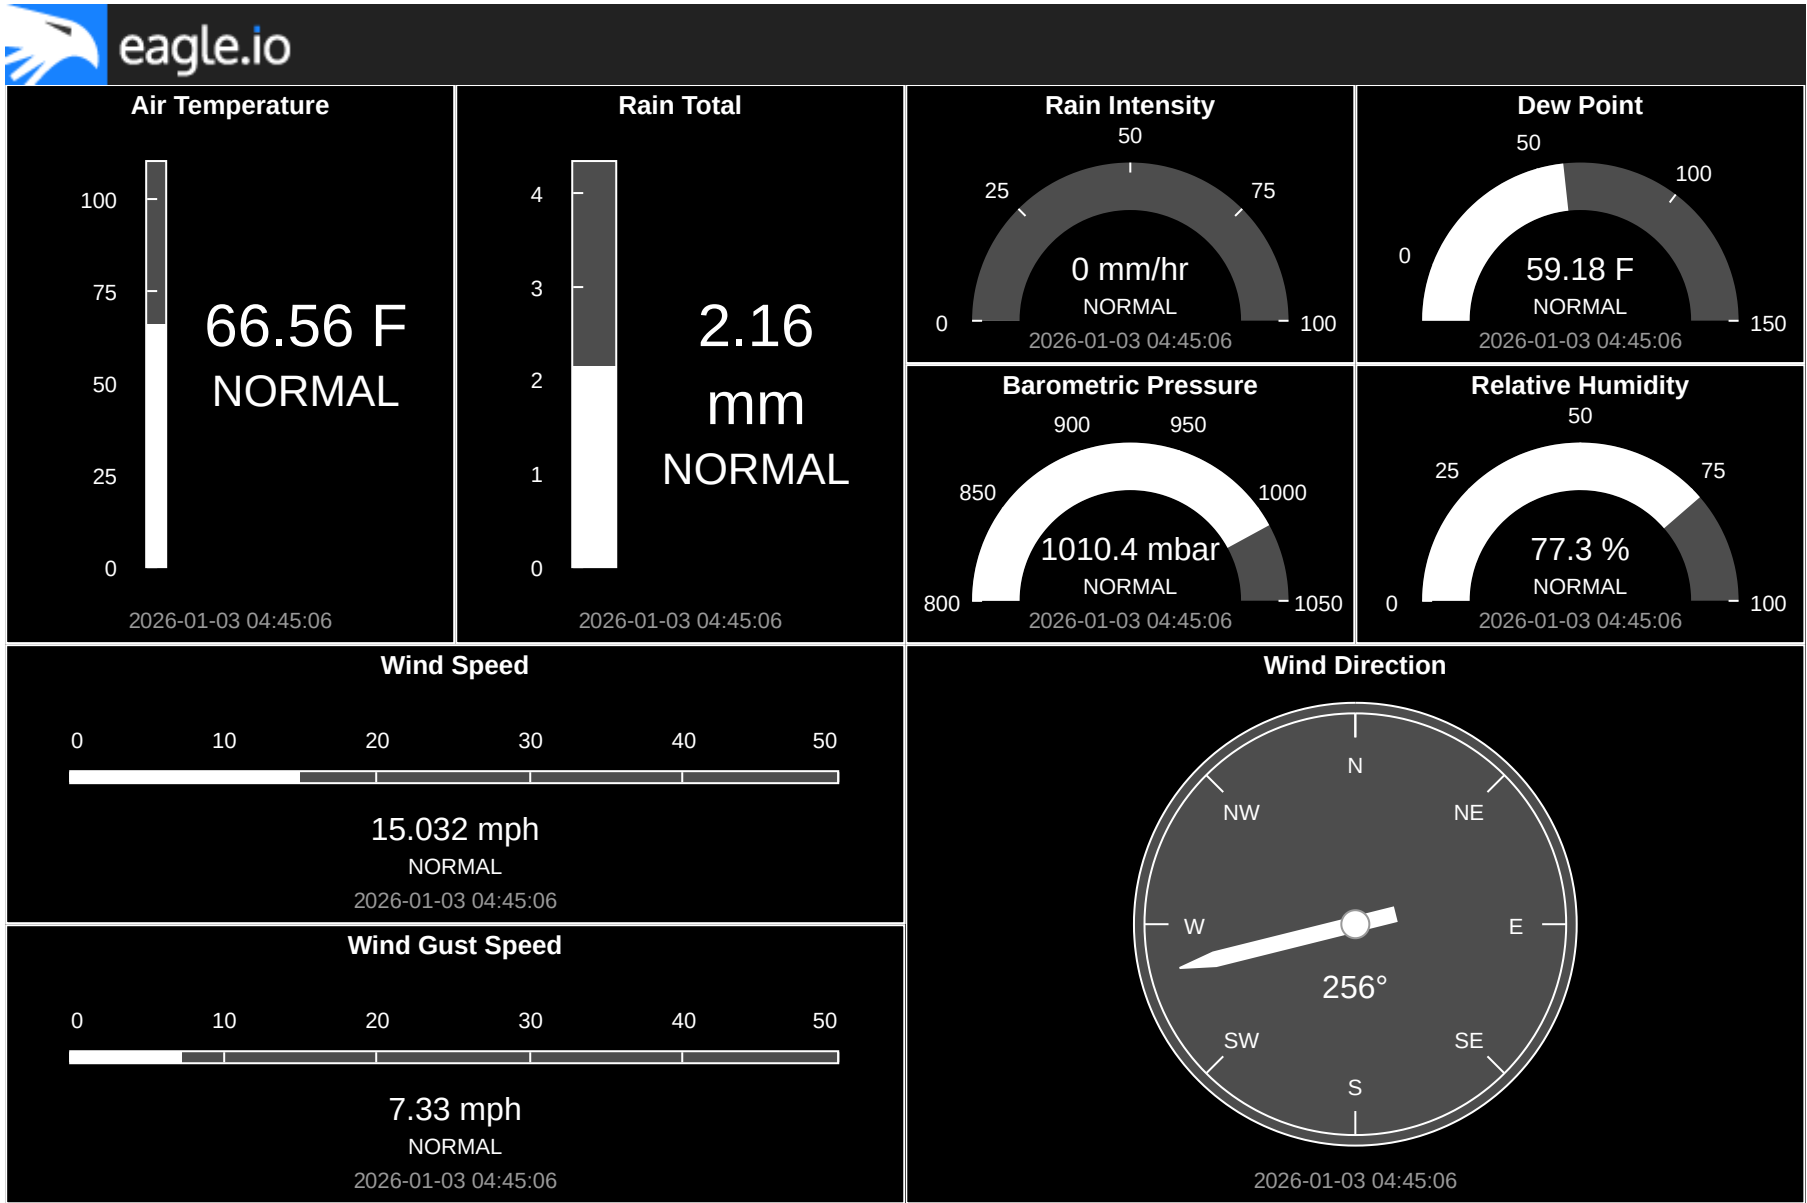 eagle.io
Air Temperature
100
75
50
25
0
66.56 F
NORMAL
2026-01-03 04:45:06
Rain Total
4
3
2
1
0
2.16
mm
NORMAL
2026-01-03 04:45:06
Rain Intensity
0
25
50
75
100
0 mm/hr
NORMAL
2026-01-03 04:45:06
Dew Point
0
50
100
150
59.18 F
NORMAL
2026-01-03 04:45:06
Barometric Pressure
800
850
900
950
1000
1050
1010.4 mbar
NORMAL
2026-01-03 04:45:06
Relative Humidity
0
25
50
75
100
77.3 %
NORMAL
2026-01-03 04:45:06
Wind Speed
0 10 20 30 40 50
15.032 mph
NORMAL
2026-01-03 04:45:06
Wind Gust Speed
0 10 20 30 40 50
7.33 mph
NORMAL
2026-01-03 04:45:06
Wind Direction
N
NW NE
W E
256°
SW SE
S
2026-01-03 04:45:06